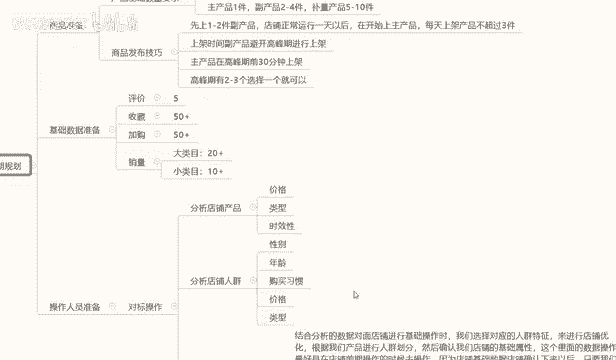 主产品1件，副产品2-4件，补量产品5-10件
商品准备
先上1-2件副产品，店铺正常运行一天以后，在开始上主产品，每天上架产品不超过3件
商品发布技巧
上架时间副产品避开高峰期进行上架
主产品在高峰期前30分钟上架
高峰期有2-3个选择一个就可以
基础数据准备
评价
5
收藏
50+
加购
50+
销量
大类目：20+
小类目：10+
期规划
操作人员准备
对标操作
分析店铺产品
价格
类型
时效性
分析店铺人群
性别
年龄
购买习惯
价格
类型
结合分析的数据对面店铺进行基础操作时，我们选择对应的人群特征，来进行店铺优
化，根据我们产品进行人群划分，然后确认我们店铺的基础属性，这个里面的数据操作